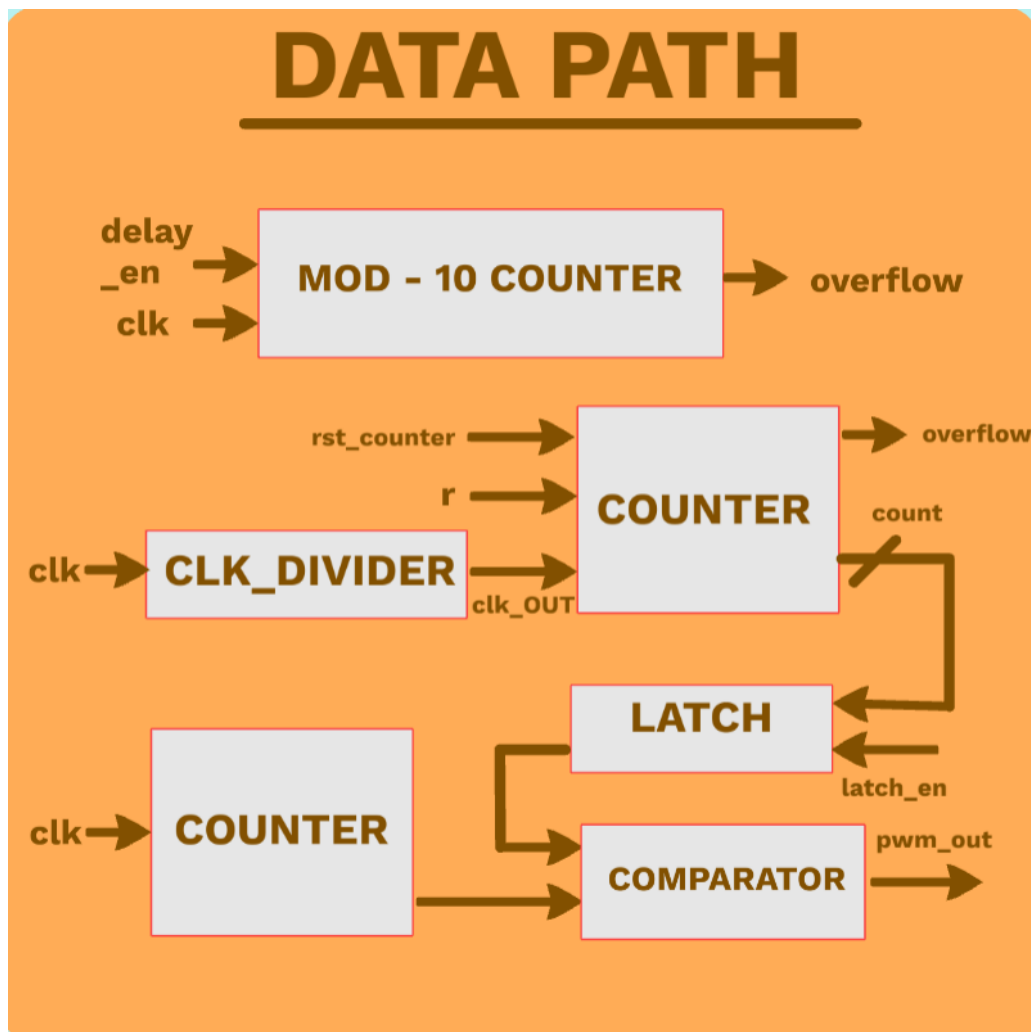 DATA PATH
delay
_en
clk
MOD - 10 COUNTER
overflow
rst_counter
r
COUNTER
overflow
count
clk
CLK_DIVIDER
clk_OUT
LATCH
latch_en
clk
COUNTER
COMPARATOR
pwm_out